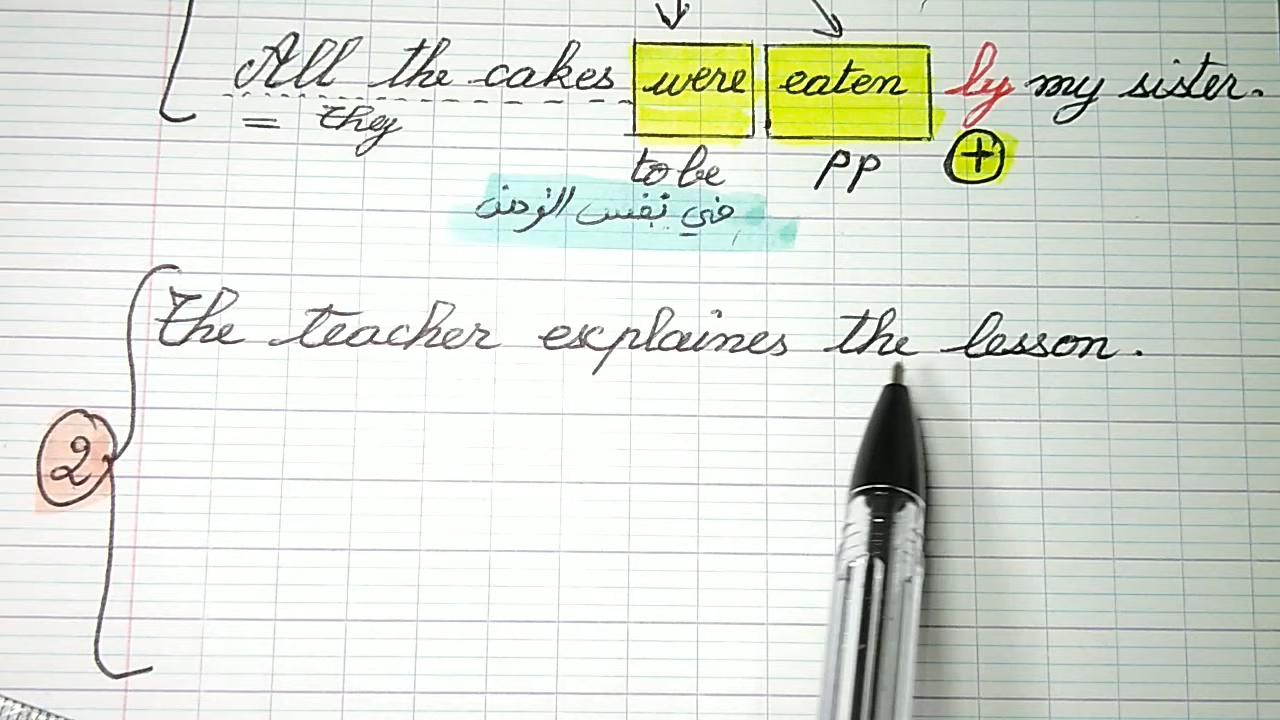 All the cakes were eaten by my sister.
= they
to be PP +
في نفس الزمن
The teacher explaines the lesson.
2